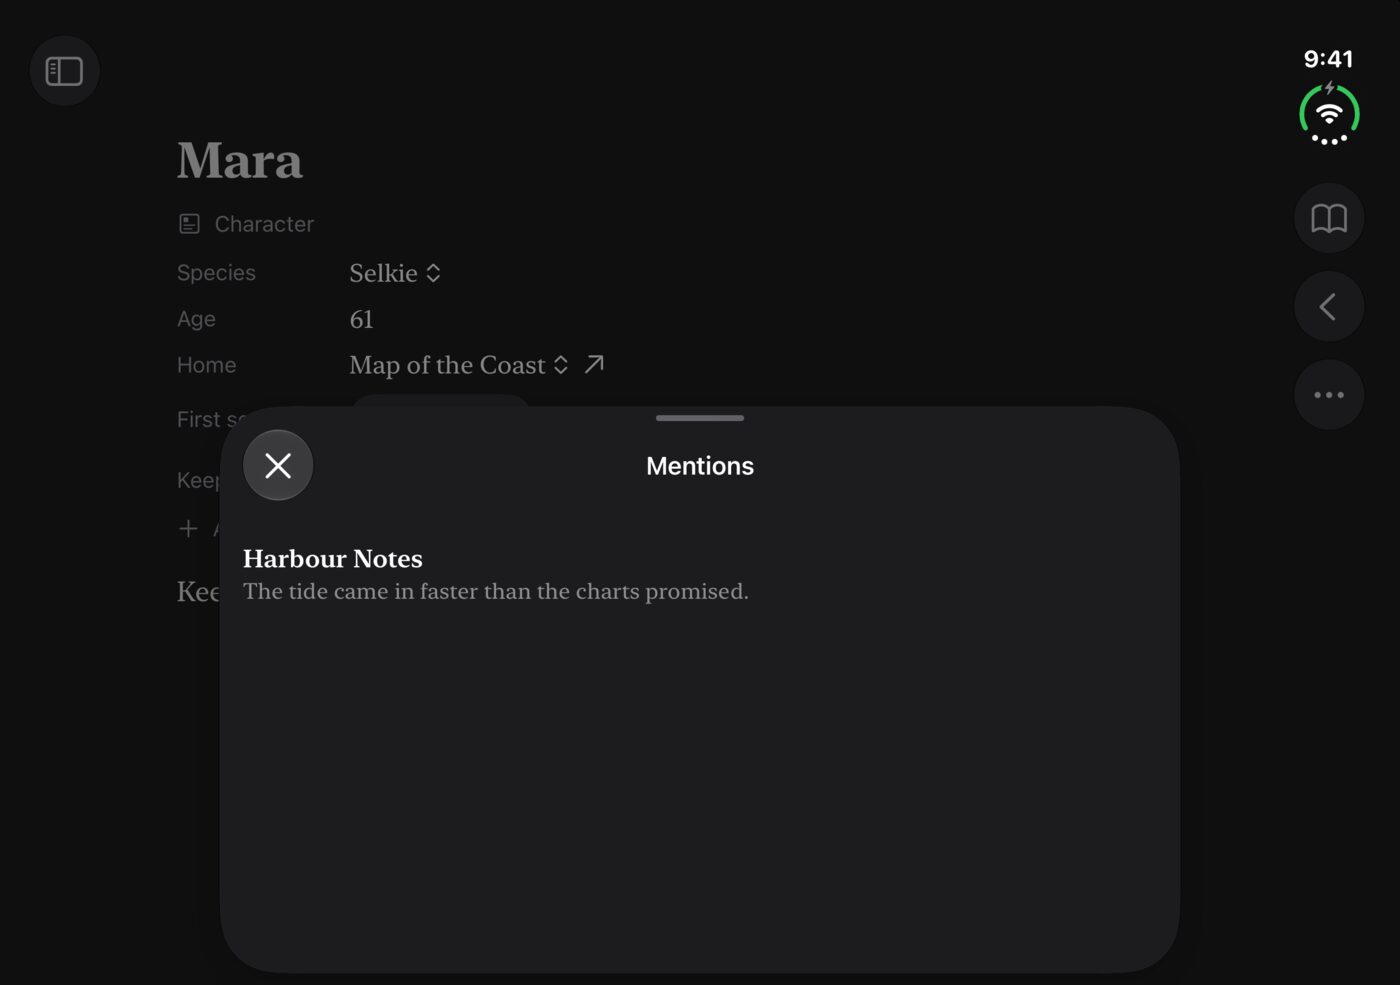 9:41
Mara
Character
Species Selkie
Age 61
Home Map of the Coast
First
Mentions
Harbour Notes
The tide came in faster than the charts promised.